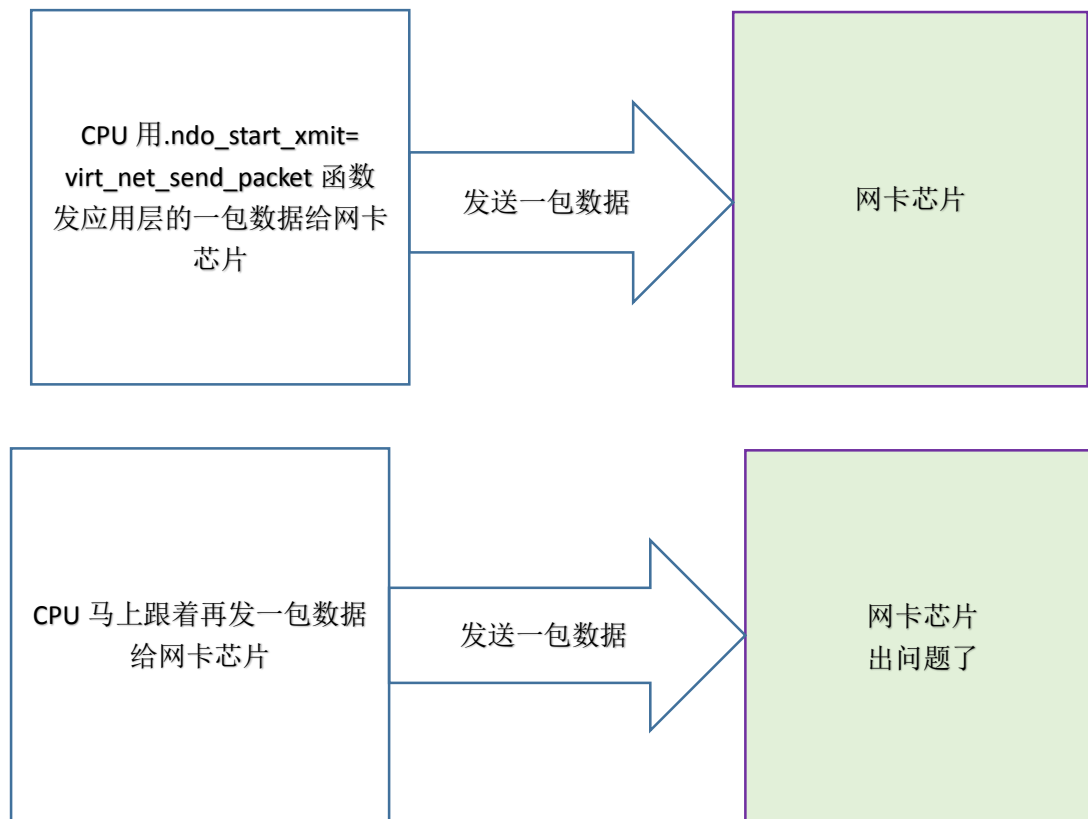 CPU 用.ndo_start_xmit=
virt_net_send_packet 函数
发应用层的一包数据给网卡
芯片
发送一包数据
网卡芯片
CPU 马上跟着再发一包数据
给网卡芯片
发送一包数据
网卡芯片
出问题了